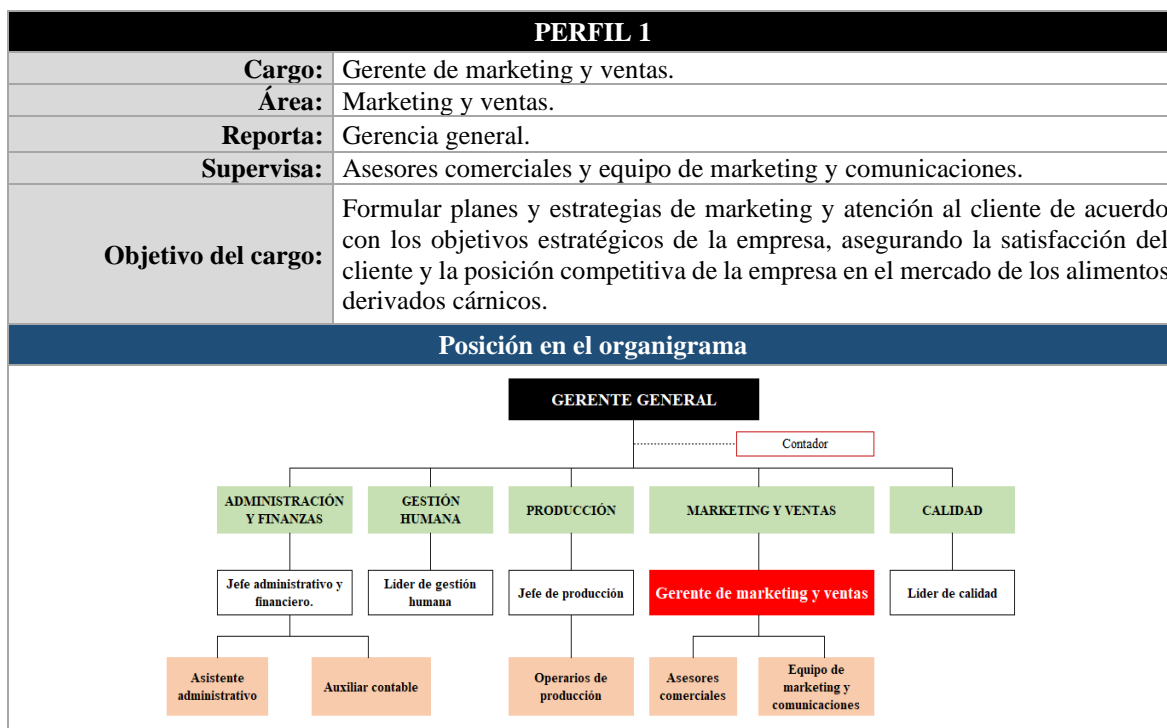 PERFIL 1
Cargo: Gerente de marketing y ventas.
Área: Marketing y ventas.
Reporta: Gerencia general.
Supervisa: Asesores comerciales y equipo de marketing y comunicaciones.
Objetivo del cargo: Formular planes y estrategias de marketing y atención al cliente de acuerdo
con los objetivos estratégicos de la empresa, asegurando la satisfacción del
cliente y la posición competitiva de la empresa en el mercado de los alimentos
derivados cárnicos.
Posición en el organigrama
GERENTE GENERAL
Contador
ADMINISTRACIÓN
Y FINANZAS
GESTIÓN
HUMANA
PRODUCCIÓN
MARKETING Y VENTAS
CALIDAD
Jefe administrativo y
financiero.
Líder de gestión
humana
Jefe de producción
Gerente de marketing y ventas
Líder de calidad
Asistente
administrativo
Auxiliar contable
Operarios de
producción
Asesores
comerciales
Equipo de
marketing y
comunicaciones